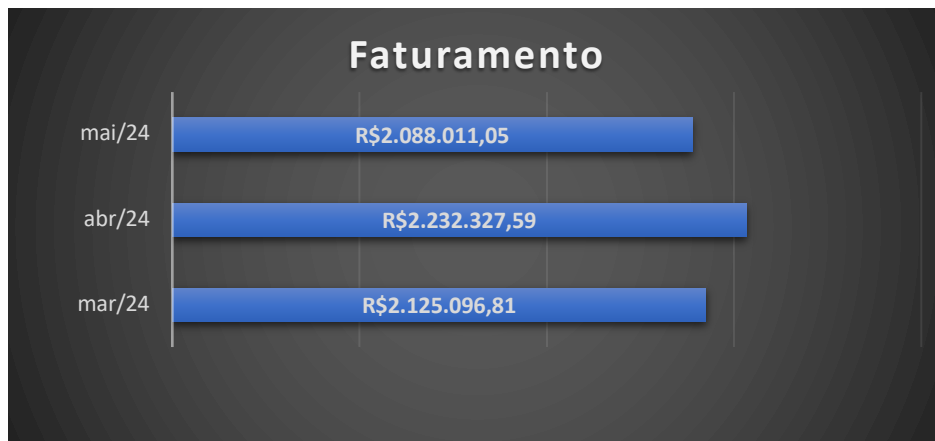 Faturamento
mai/24
R$2.088.011,05
abr/24
R$2.232.327,59
mar/24
R$2.125.096,81